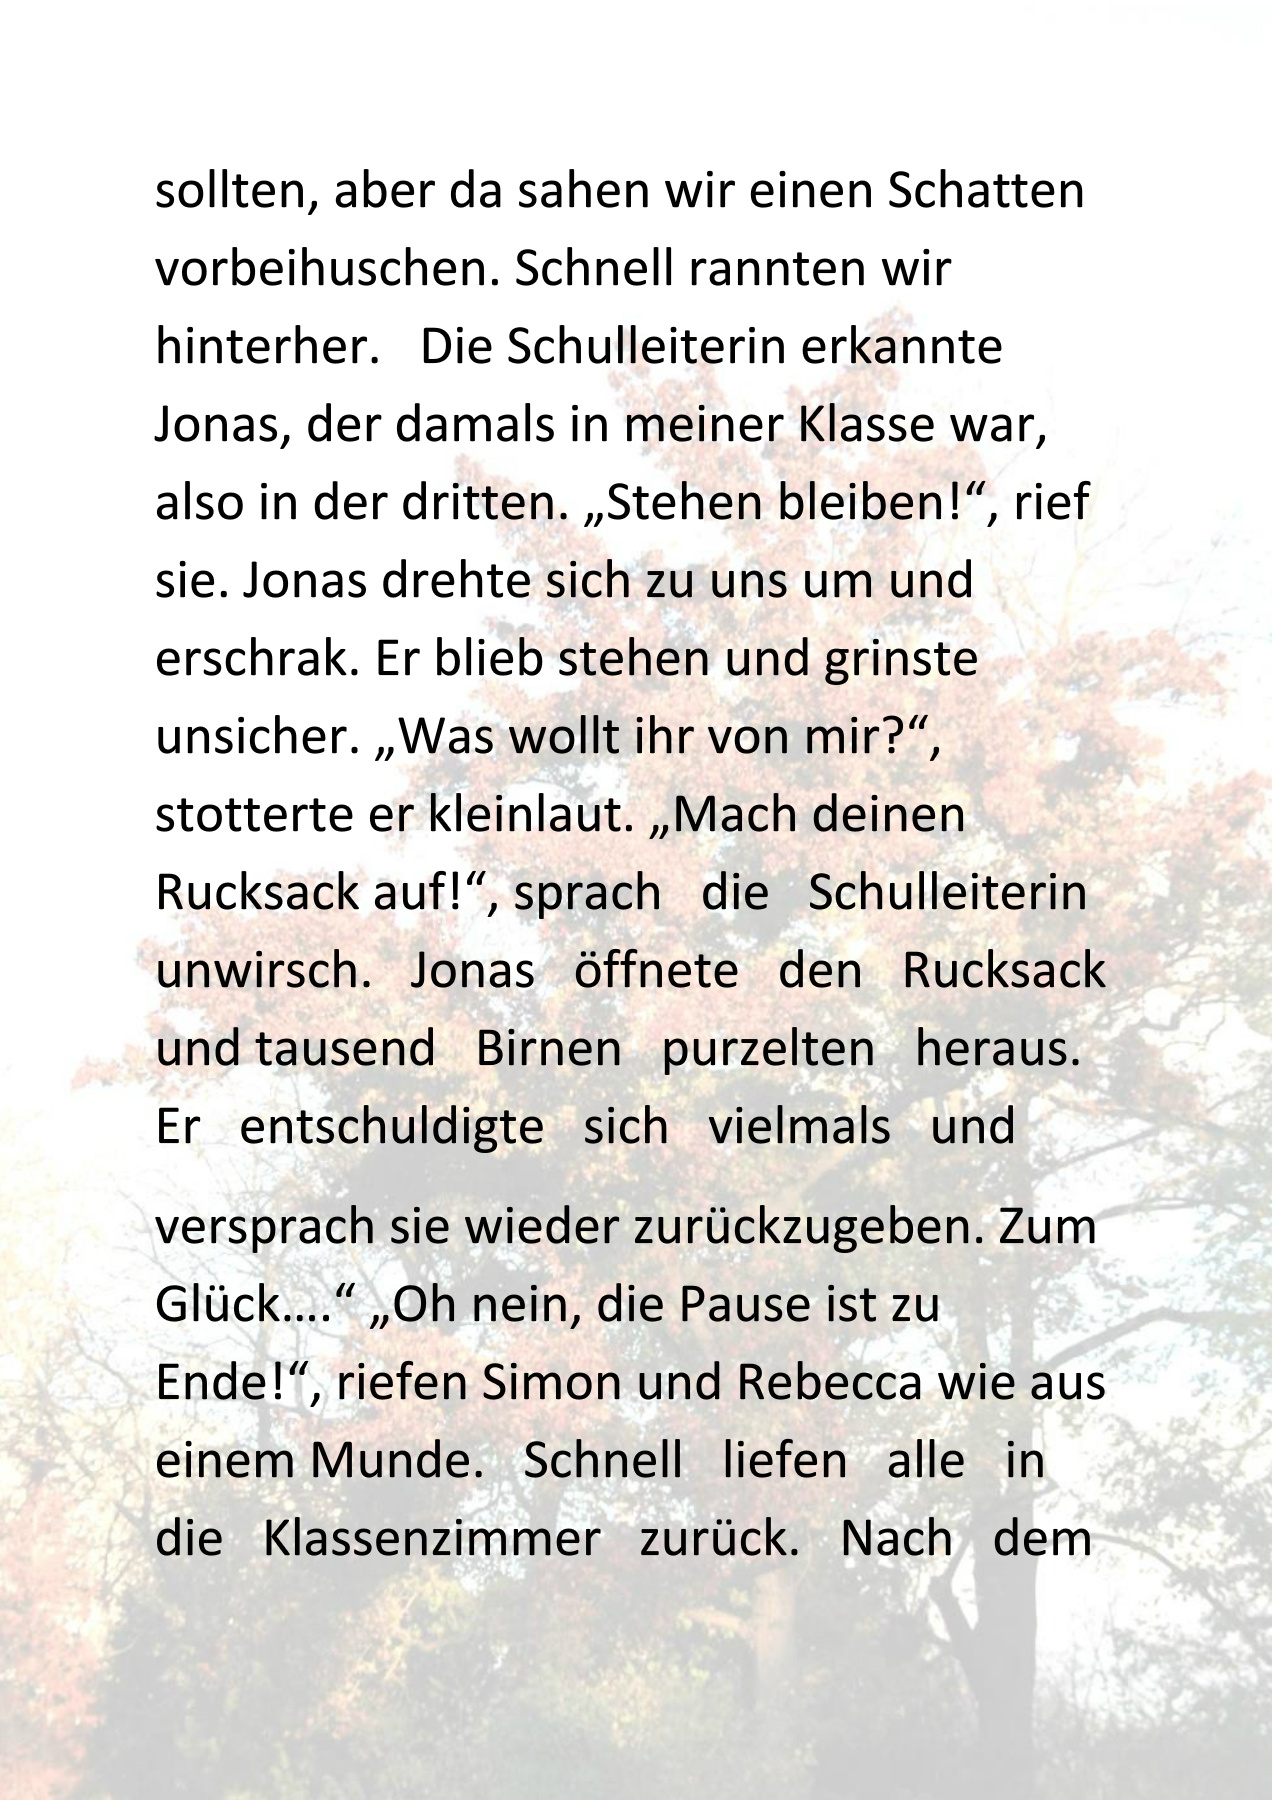 sollten, aber da sahen wir einen Schatten
vorbeihuschen. Schnell rannten wir
hinterher.   Die Schulleiterin erkannte
Jonas, der damals in meiner Klasse war,
also in der dritten. „Stehen bleiben!“, rief
sie. Jonas drehte sich zu uns um und
erschrak. Er blieb stehen und grinste
unsicher. „Was wollt ihr von mir?“,
stotterte er kleinlaut. „Mach deinen
Rucksack auf!“, sprach   die   Schulleiterin
unwirsch.   Jonas   öffnete   den   Rucksack
und tausend   Birnen   purzelten   heraus.
Er   entschuldigte   sich   vielmals   und
versprach sie wieder zurückzugeben. Zum
Glück….“ „Oh nein, die Pause ist zu
Ende!“, riefen Simon und Rebecca wie aus
einem Munde.   Schnell   liefen   alle   in
die   Klassenzimmer   zurück.   Nach   dem